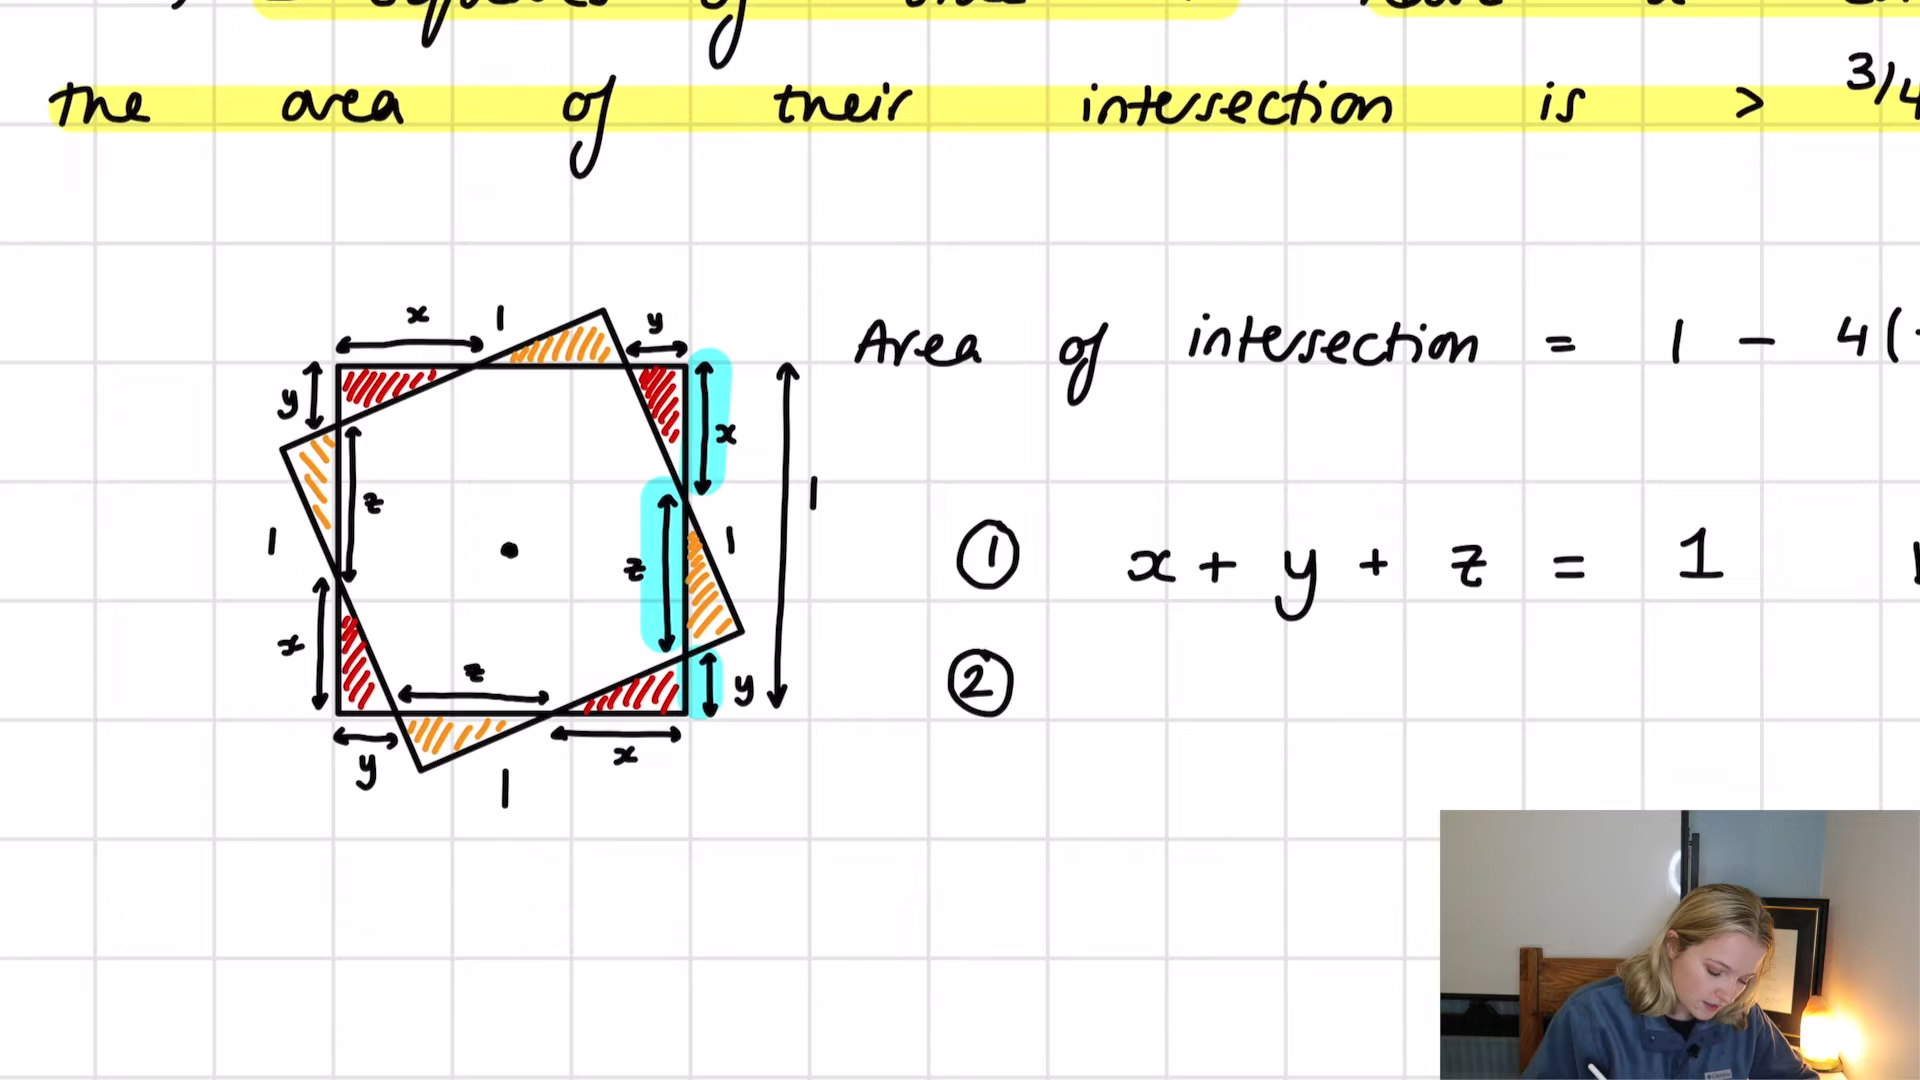 the area of their intersection is > 3/4
x 1 y
y x
Area of intersection = 1 - 4(
z 1
1 z 1
① x + y + z = 1
x z y
②
y 1 x